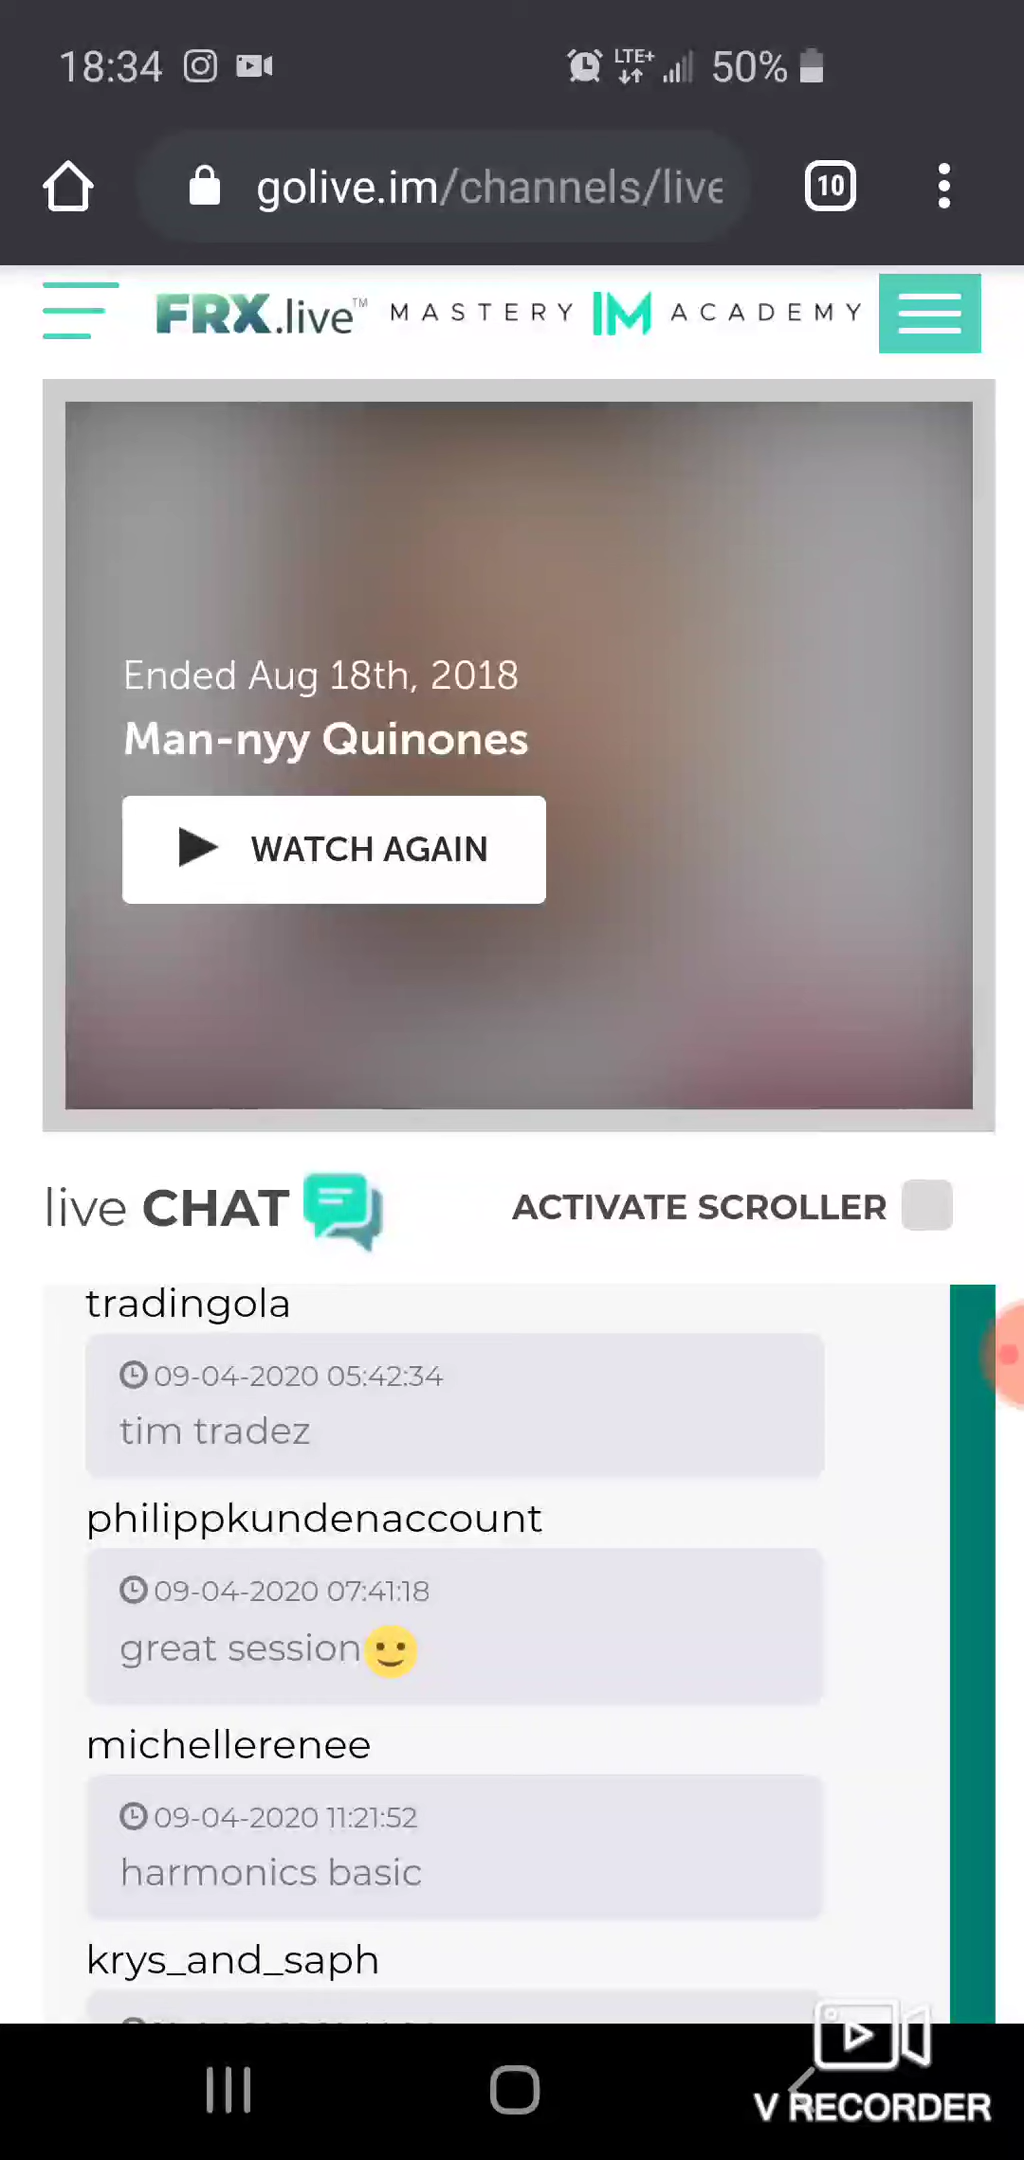 18:34 LTE+ 50%
golive.im/channels/live
10
FRX.live™ MASTERY IM ACADEMY
Ended Aug 18th, 2018
Man-nyy Quinones
WATCH AGAIN
live CHAT
ACTIVATE SCROLLER
tradingola
09-04-2020 05:42:34
tim tradez
philippkundenaccount
09-04-2020 07:41:18
great session🙂
michellerenee
09-04-2020 11:21:52
harmonics basic
krys_and_saph
V RECORDER